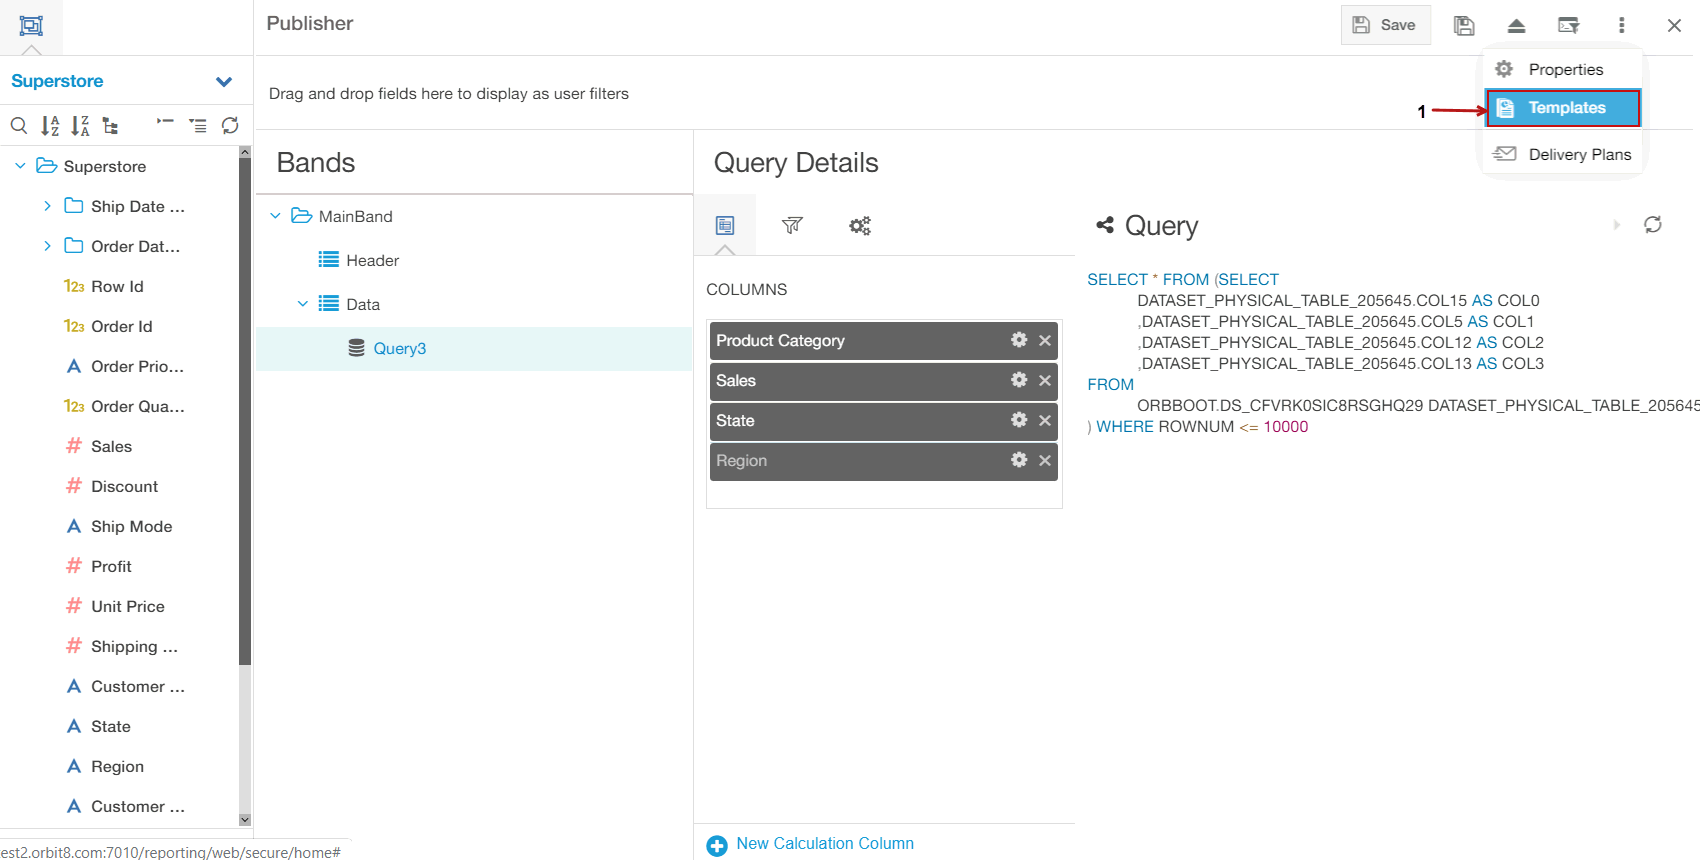 Publisher
Save
Superstore
Drag and drop fields here to display as user filters
Properties
1
Templates
Delivery Plans
Superstore
Ship Date ...
Order Dat...
123 Row Id
123 Order Id
A Order Prio...
123 Order Qua...
# Sales
# Discount
A Ship Mode
# Profit
# Unit Price
# Shipping ...
A Customer ...
A State
A Region
A Customer ...
est2.orbit8.com:7010/reporting/web/secure/home#
Bands
MainBand
Header
Data
Query3
Query Details
COLUMNS
Product Category
Sales
State
Region
New Calculation Column
Query
SELECT * FROM (SELECT
DATASET_PHYSICAL_TABLE_205645.COL15 AS COL0
,DATASET_PHYSICAL_TABLE_205645.COL5 AS COL1
,DATASET_PHYSICAL_TABLE_205645.COL12 AS COL2
,DATASET_PHYSICAL_TABLE_205645.COL13 AS COL3
FROM
ORBBOOT.DS_CFVRK0SIC8RSGHQ29 DATASET_PHYSICAL_TABLE_205645
) WHERE ROWNUM <= 10000